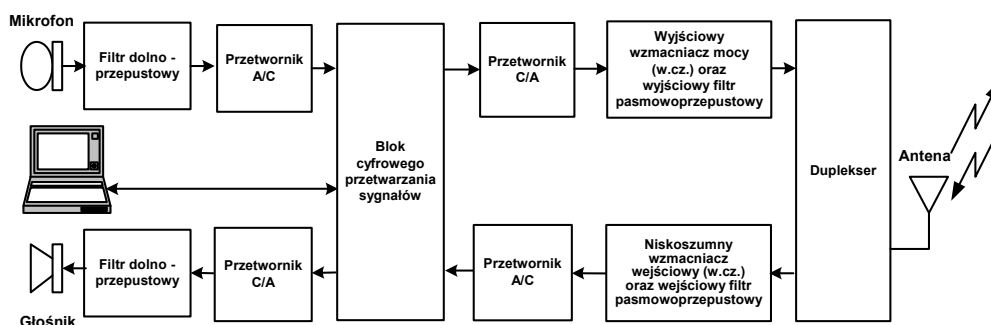 Mikrofon
Filtr dolno -
przepustowy
Przetwornik
A/C
Blok
cyfrowego
przetwarzania
sygnałów
Przetwornik
C/A
Wyjściowy
wzmacniacz mocy
(w.cz.) oraz
wyjściowy filtr
pasmowoprzepustowy
Duplekser
Antena
Głośnik
Filtr dolno -
przepustowy
Przetwornik
C/A
Przetwornik
A/C
Niskoszumny
wzmacniacz
wejściowy (w.cz.)
oraz wejściowy filtr
pasmowoprzepustowy